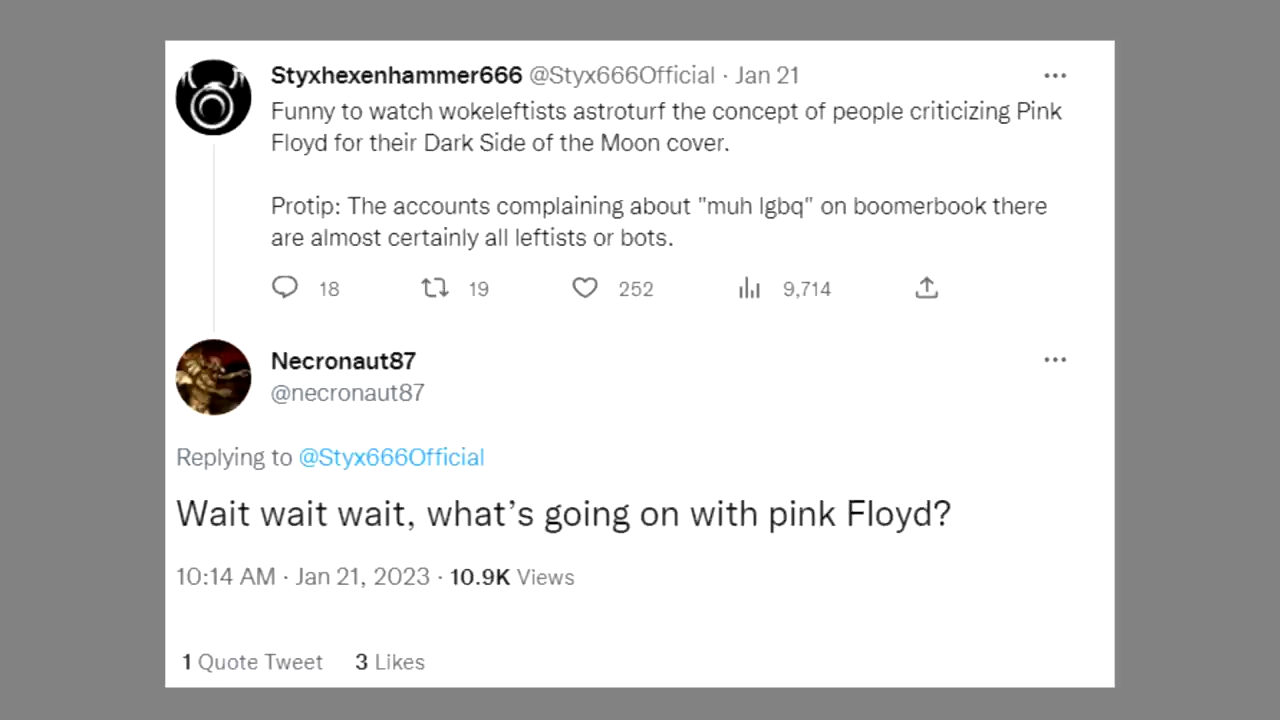 Styxhexenhammer666 @Styx666Official · Jan 21
Funny to watch wokeleftists astroturf the concept of people criticizing Pink
Floyd for their Dark Side of the Moon cover.
Protip: The accounts complaining about "muh lgbq" on boomerbook there
are almost certainly all leftists or bots.
18 19 252 9,714
Necronaut87
@necronaut87
Replying to @Styx666Official
Wait wait wait, what’s going on with pink Floyd?
10:14 AM · Jan 21, 2023 · 10.9K Views
1 Quote Tweet 3 Likes